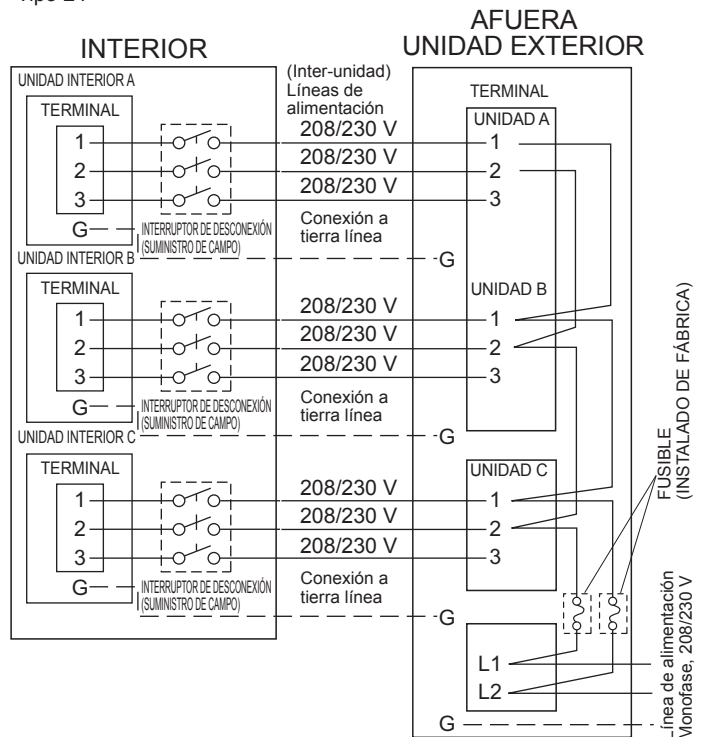 INTERIOR
AFUERA
UNIDAD EXTERIOR
UNIDAD INTERIOR A
TERMINAL
1
2
3
G
INTERRUPTOR DE DESCONEXIÓN
(SUMINISTRO DE CAMPO)
(Inter-unidad)
Líneas de
alimentación
208/230 V
208/230 V
208/230 V
Conexión a
tierra línea
TERMINAL
UNIDAD A
1
2
3
G
UNIDAD INTERIOR B
TERMINAL
1
2
3
G
INTERRUPTOR DE DESCONEXIÓN
(SUMINISTRO DE CAMPO)
208/230 V
208/230 V
208/230 V
Conexión a
tierra línea
UNIDAD B
1
2
3
G
UNIDAD INTERIOR C
TERMINAL
1
2
3
G
INTERRUPTOR DE DESCONEXIÓN
(SUMINISTRO DE CAMPO)
208/230 V
208/230 V
208/230 V
Conexión a
tierra línea
UNIDAD C
1
2
3
G
L1
L2
G
FUSIBLE
(INSTALADO DE FÁBRICA)
Línea de alimentación
Monofase, 208/230 V